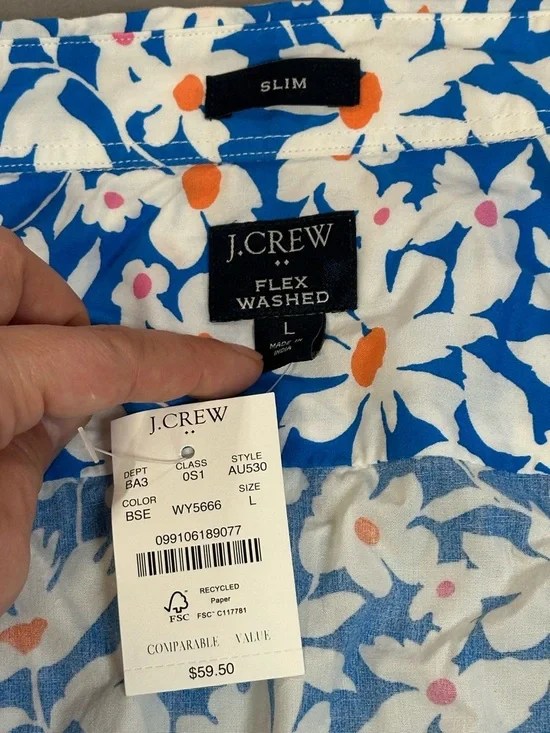 SLIM
J.CREW
••
FLEX
WASHED
L
MADE IN
INDIA
J.CREW
••
DEPT CLASS STYLE
BA3 0S1 AU530
COLOR SIZE
BSE WY5666 L
099106189077
RECYCLED
Paper
FSC FSC™ C117781
COMPARABLE VALUE
$59.50